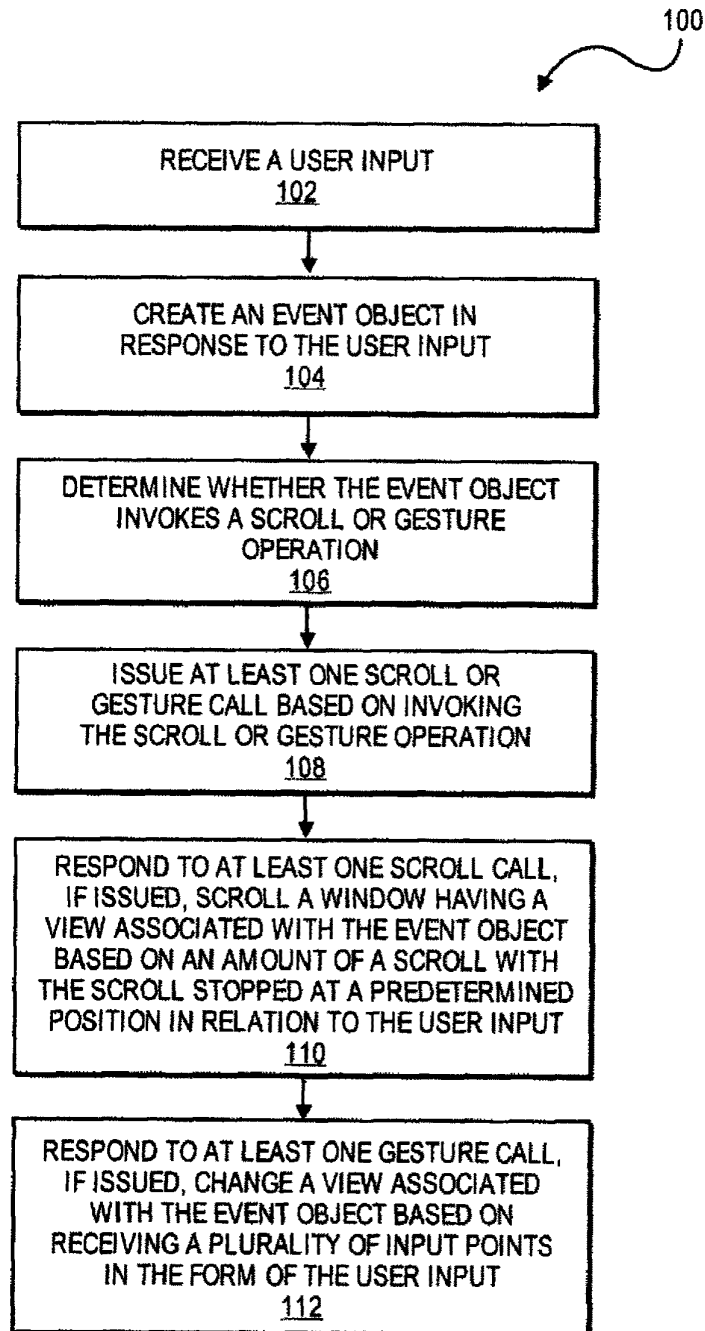 100
RECEIVE A USER INPUT
102
CREATE AN EVENT OBJECT IN
RESPONSE TO THE USER INPUT
104
DETERMINE WHETHER THE EVENT OBJECT
INVOKES A SCROLL OR GESTURE
OPERATION
106
ISSUE AT LEAST ONE SCROLL OR
GESTURE CALL BASED ON INVOKING
THE SCROLL OR GESTURE OPERATION
108
RESPOND TO AT LEAST ONE SCROLL CALL,
IF ISSUED, SCROLL A WINDOW HAVING A
VIEW ASSOCIATED WITH THE EVENT OBJECT
BASED ON AN AMOUNT OF A SCROLL WITH
THE SCROLL STOPPED AT A PREDETERMINED
POSITION IN RELATION TO THE USER INPUT
110
RESPOND TO AT LEAST ONE GESTURE CALL,
IF ISSUED, CHANGE A VIEW ASSOCIATED
WITH THE EVENT OBJECT BASED ON
RECEIVING A PLURALITY OF INPUT POINTS
IN THE FORM OF THE USER INPUT
112